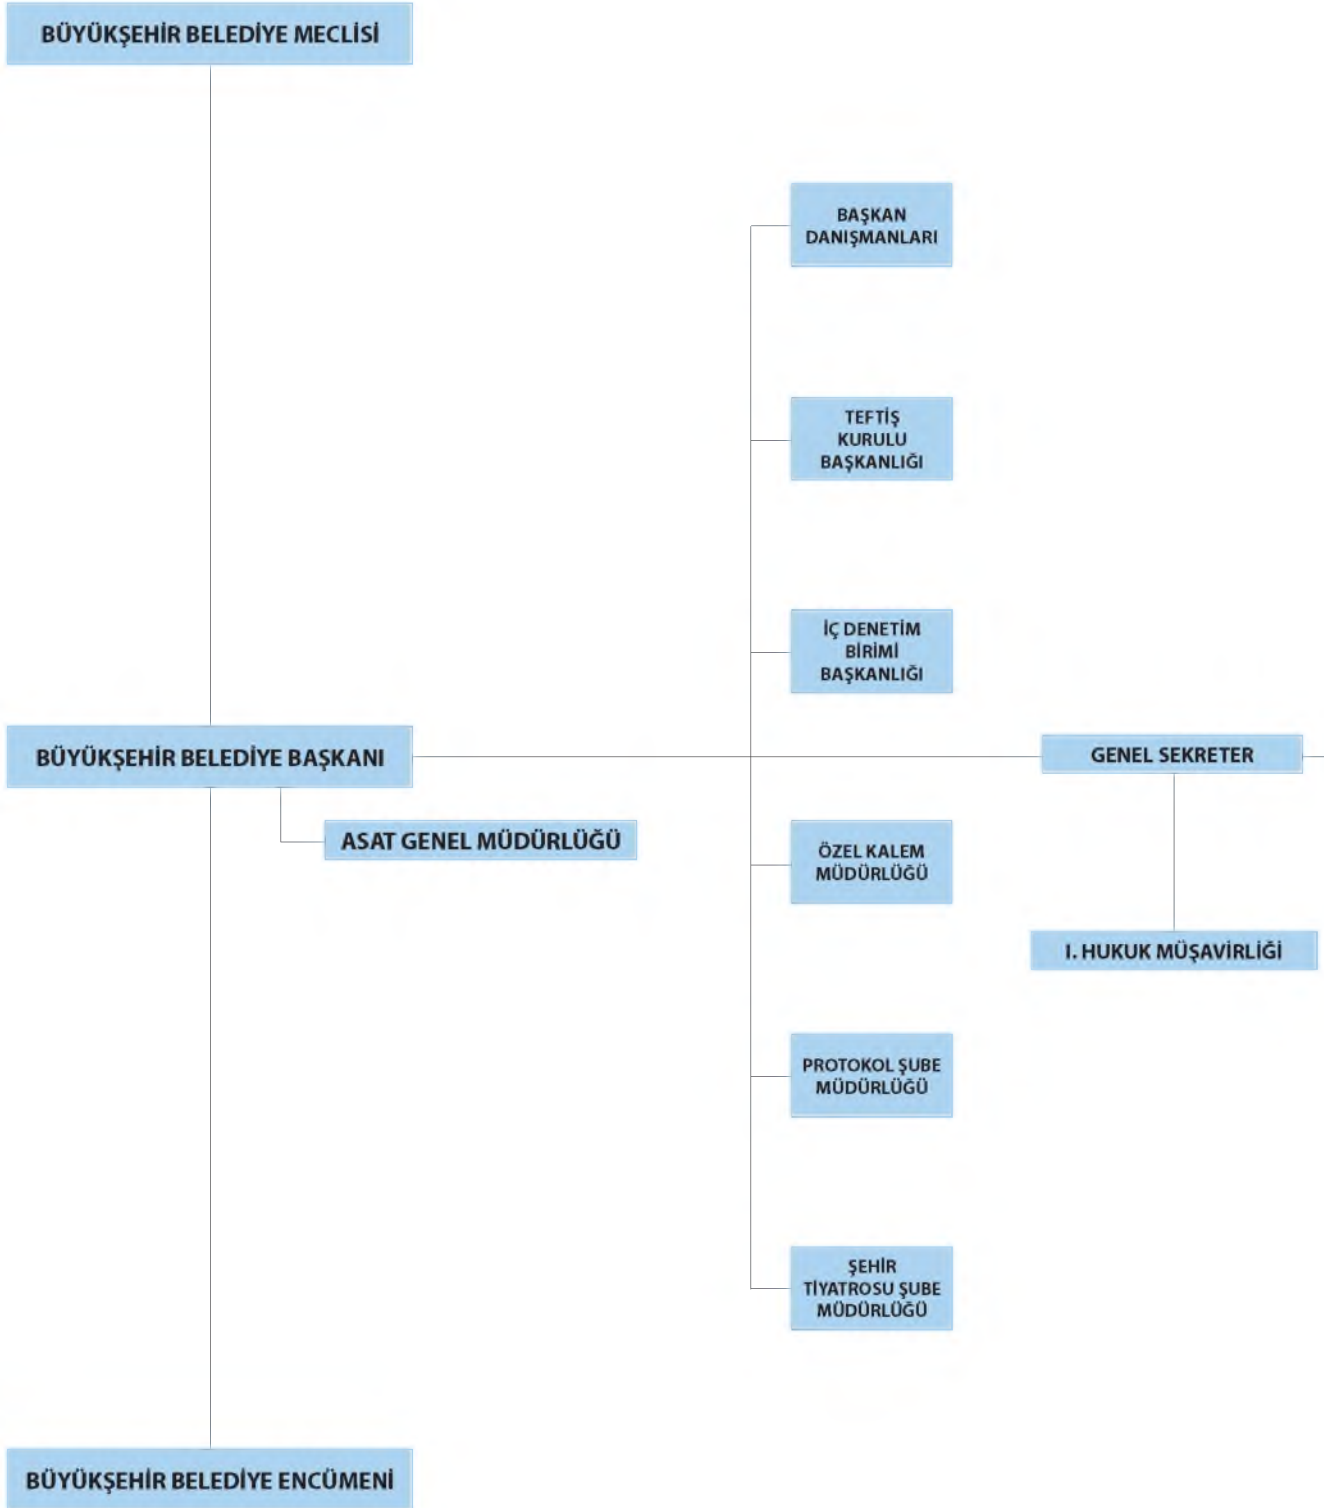 BÜYÜKŞEHİR BELEDİYE MECLİSİ
BAŞKAN
DANIŞMANLARI
TEFTİŞ
KURULU
BAŞKANLIĞI
İÇ DENETİM
BİRİMİ
BAŞKANLIĞI
BÜYÜKŞEHİR BELEDİYE BAŞKANI
GENEL SEKRETER
ASAT GENEL MÜDÜRLÜĞÜ
ÖZEL KALEM
MÜDÜRLÜĞÜ
I. HUKUK MÜŞAVİRLİĞİ
PROTOKOL ŞUBE
MÜDÜRLÜĞÜ
ŞEHİR
TİYATROSU ŞUBE
MÜDÜRLÜĞÜ
BÜYÜKŞEHİR BELEDİYE ENCÜMENİ